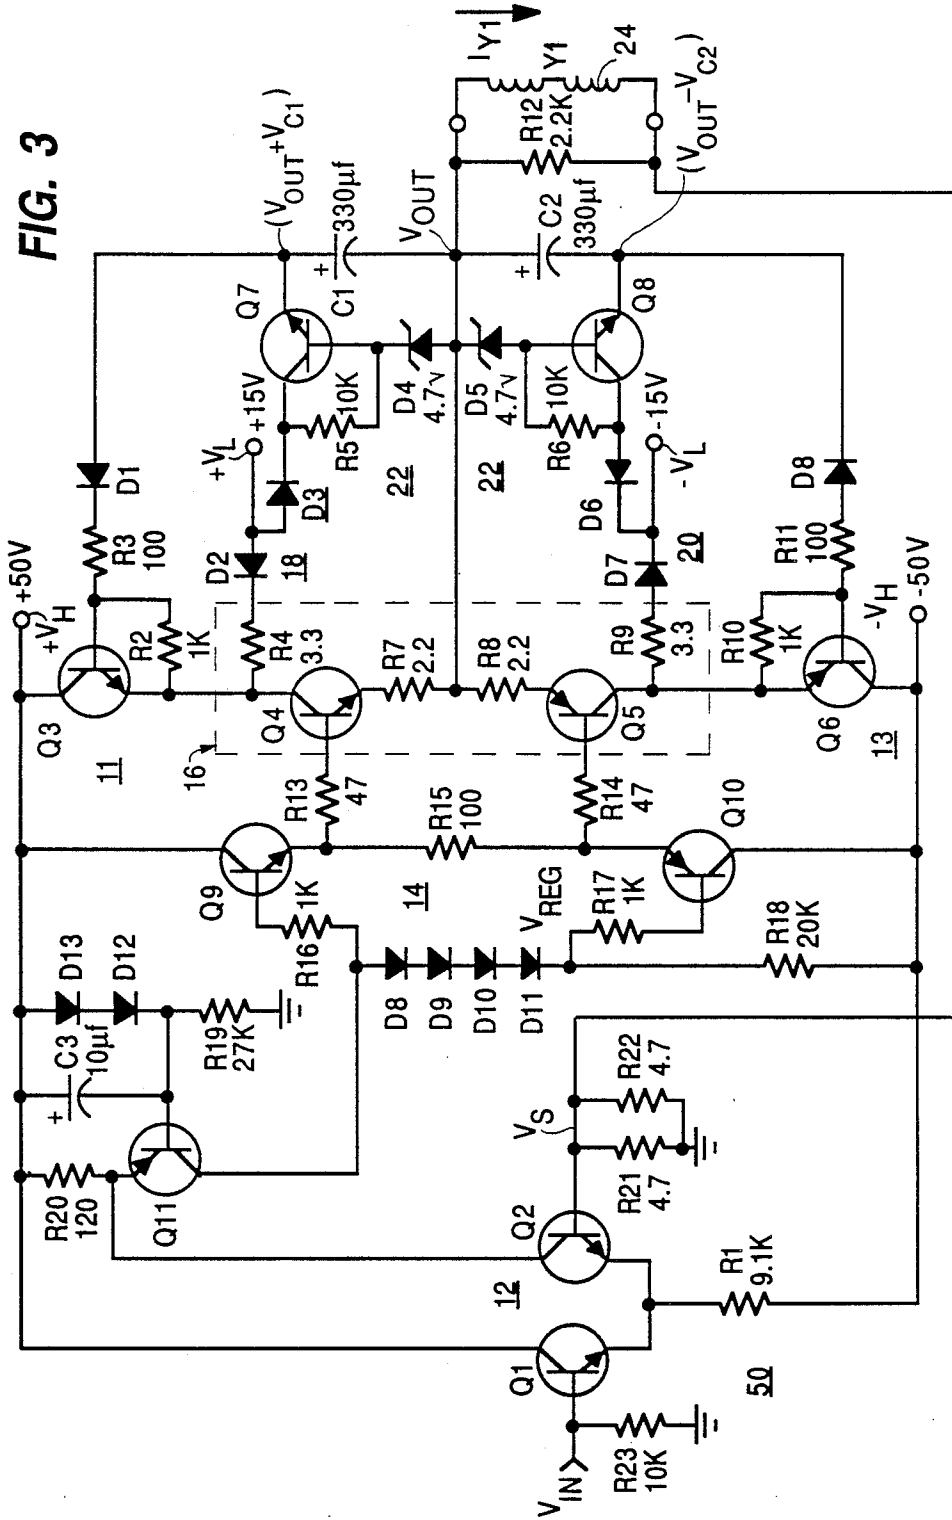 FIG. 3
+50V
+V_H
Q3
11
R2
1K
R3
100
D1
(V_OUT+V_C1)
C3
10µf
+
D13
D12
R20
120
Q11
R19
27K
Q9
R16
1K
R13
47
16
Q4
R4
3.3
D2
18
+V_L
+15V
D3
R5
10K
Q7
+
C1
330µf
R7
2.2
22
D4
4.7v
V_OUT
I_Y1
14
R15
100
R8
2.2
22
D5
4.7v
+
C2
330µf
R12
2.2K
Y1
24
D8
D9
D10
D11
V_REG
R17
1K
R14
47
Q5
R9
3.3
D7
20
D6
R6
10K
-15V
-V_L
Q8
(V_OUT-V_C2)
Q10
R10
1K
R11
100
D8
Q6
13
-V_H
-50V
R18
20K
V_IN
R23
10K
Q1
12
Q2
V_S
R21
4.7
R22
4.7
R1
9.1K
50